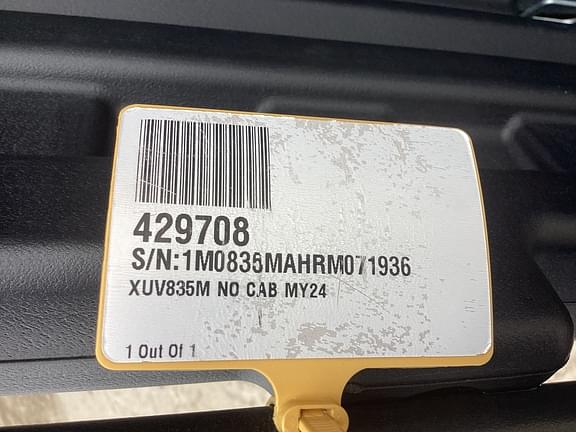 429708
S/N:1M0835MAHRM071936
XUV835M NO CAB MY24
1 Out Of 1